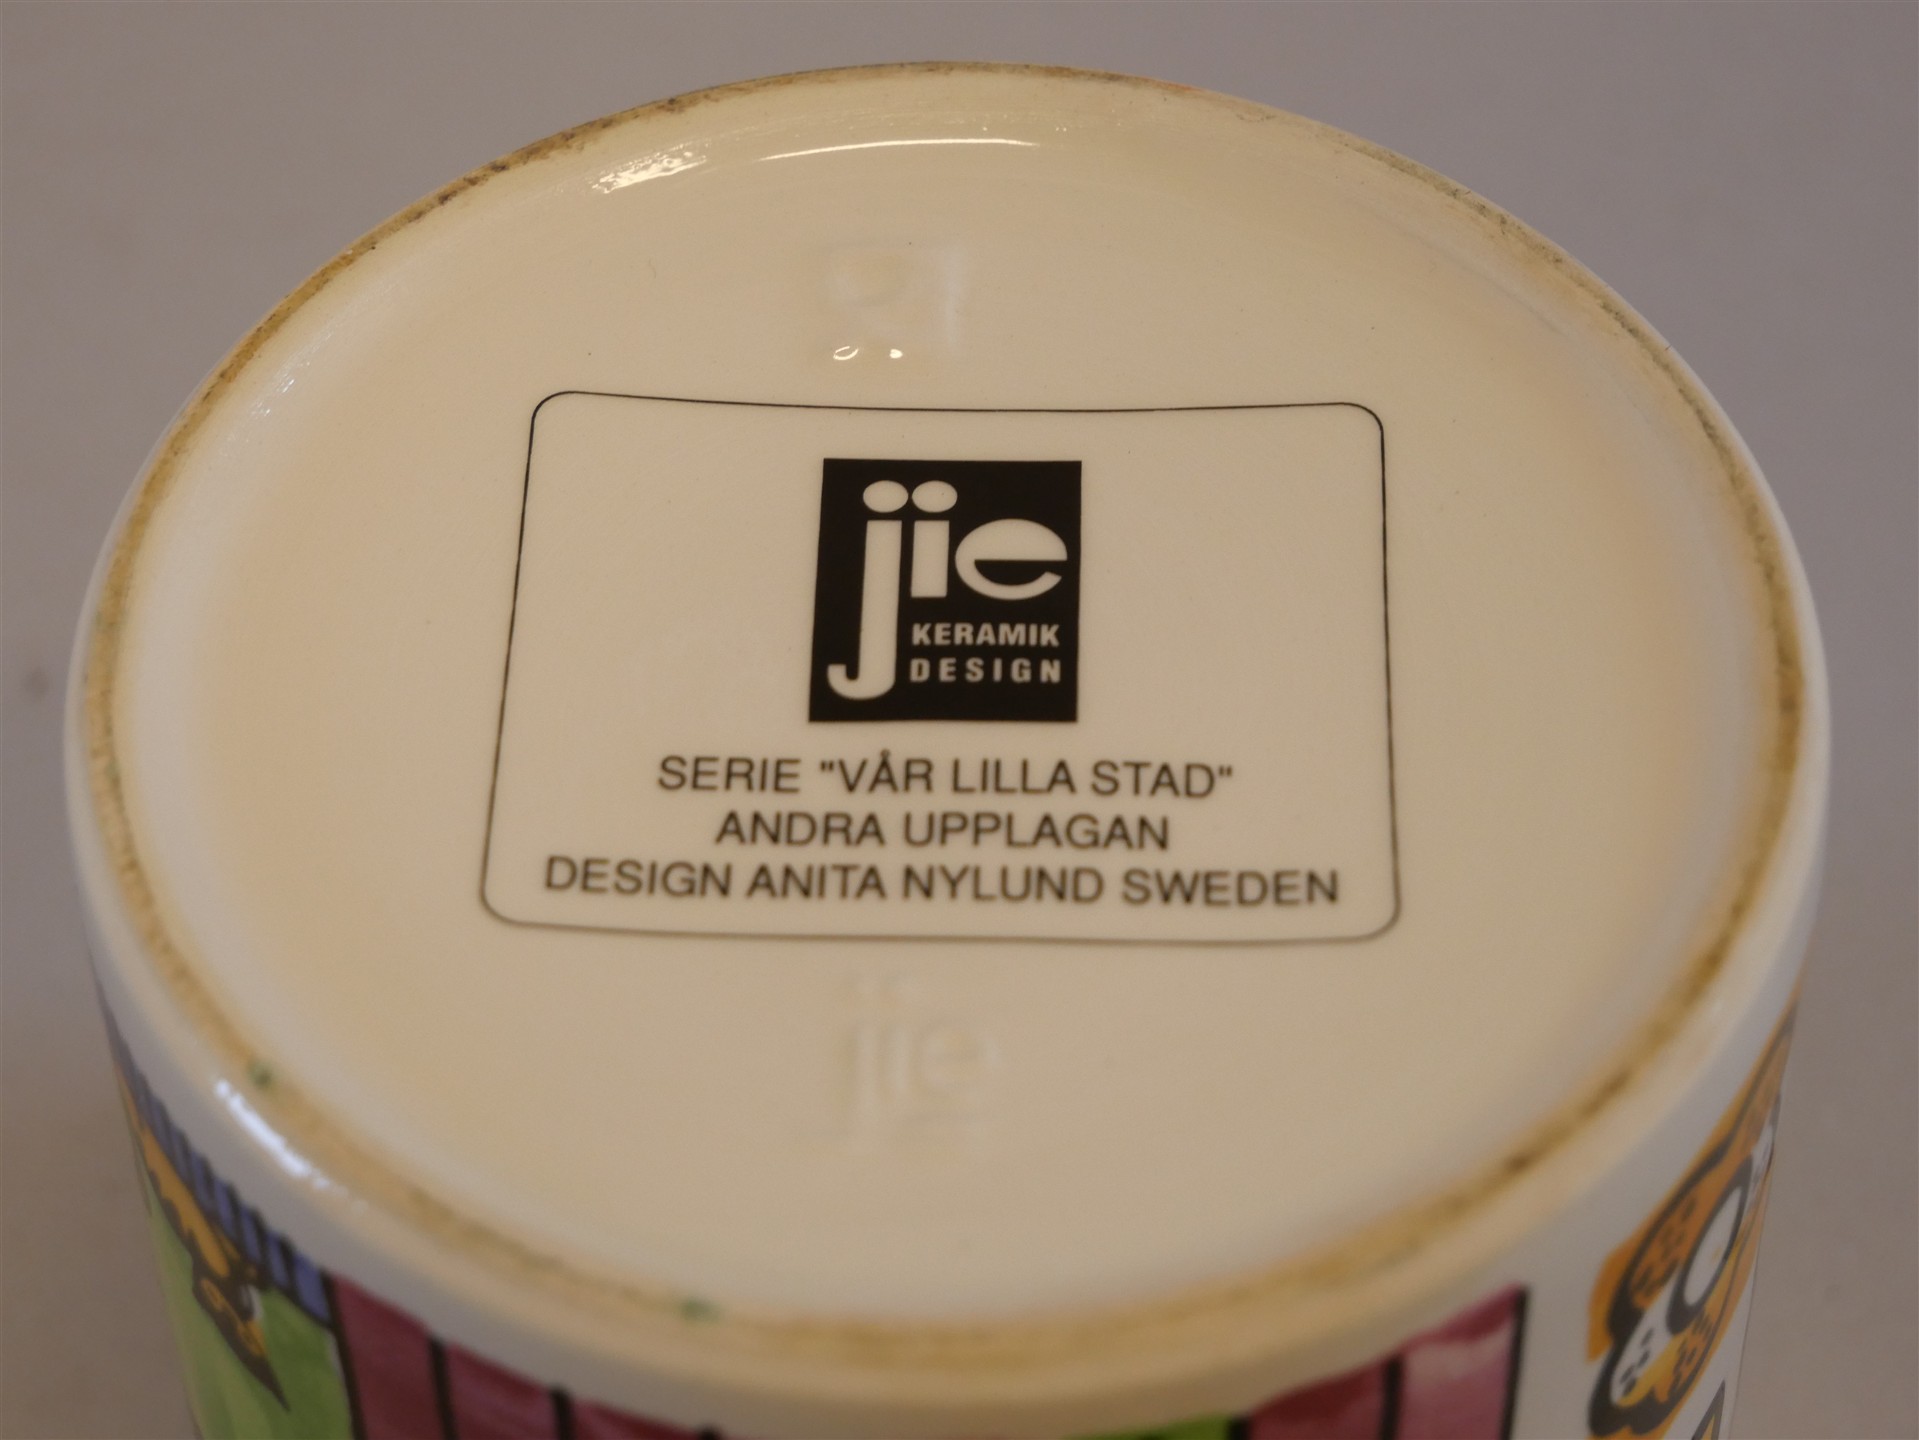 jie
KERAMIK
DESIGN
SERIE "VÅR LILLA STAD"
ANDRA UPPLAGAN
DESIGN ANITA NYLUND SWEDEN
jie